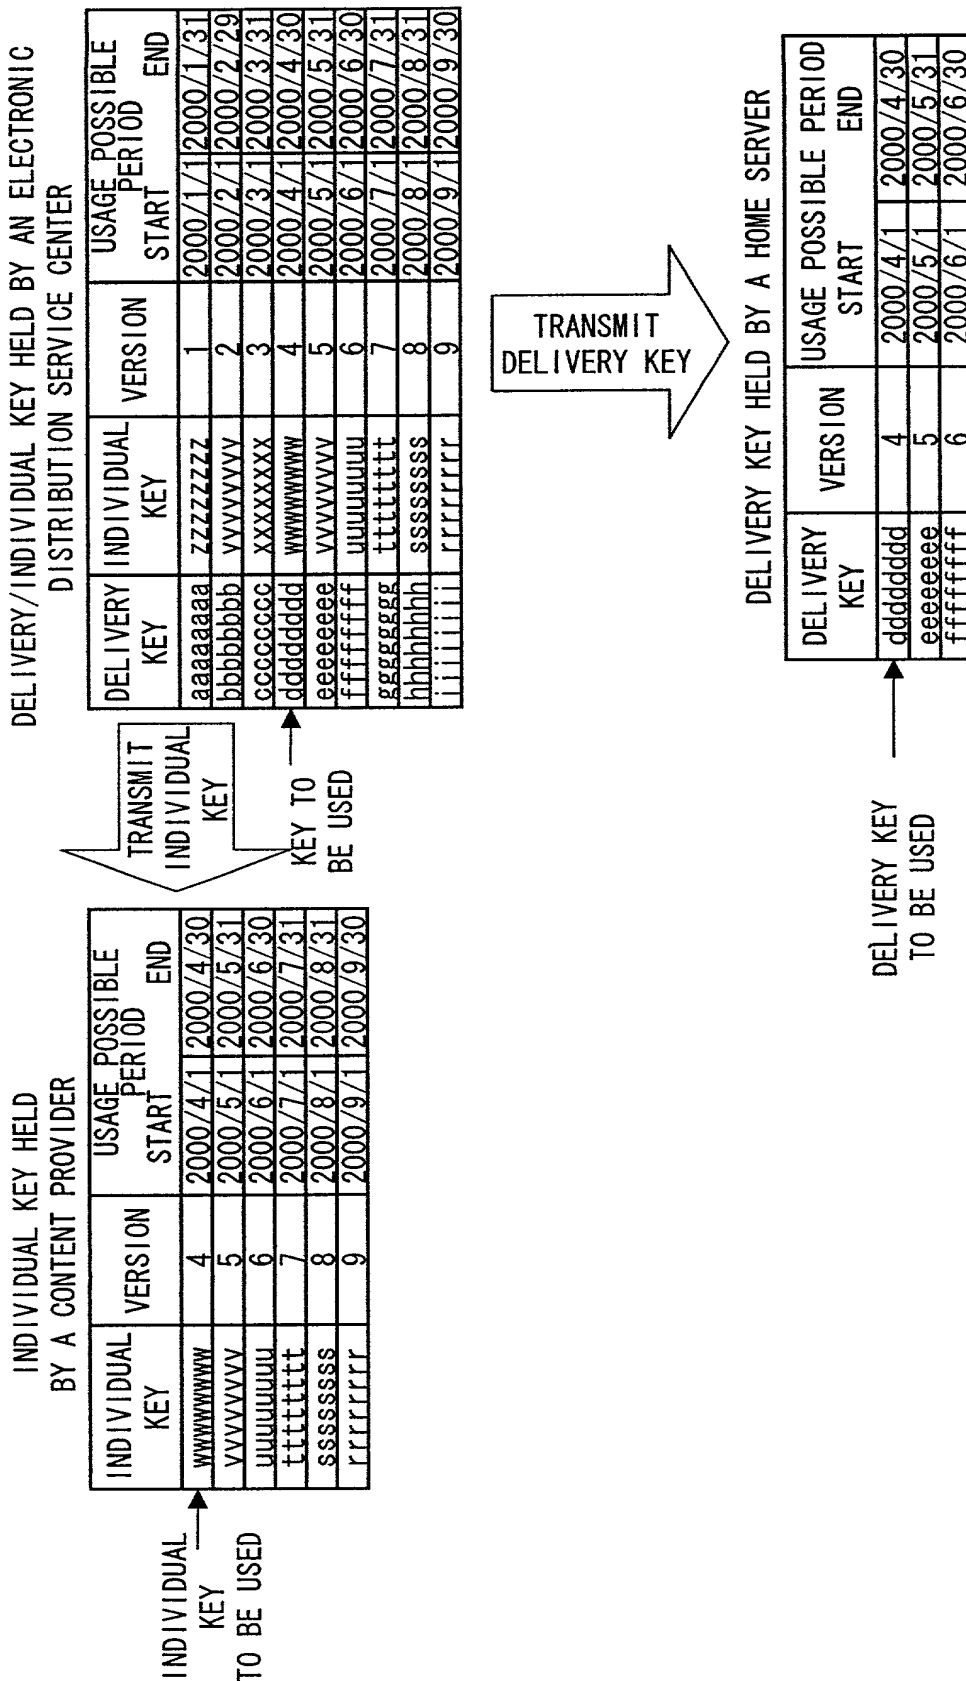 INDIVIDUAL KEY HELD
BY A CONTENT PROVIDER
INDIVIDUAL KEY VERSION USAGE POSSIBLE PERIOD START END
wwwwwwww 4 2000/4/1 2000/4/30
vvvvvvvv 5 2000/5/1 2000/5/31
uuuuuuuu 6 2000/6/1 2000/6/30
tttttttt 7 2000/7/1 2000/7/31
ssssssss 8 2000/8/1 2000/8/31
rrrrrrrr 9 2000/9/1 2000/9/30
INDIVIDUAL
KEY
TO BE USED
TRANSMIT
INDIVIDUAL
KEY
DELIVERY/INDIVIDUAL KEY HELD BY AN ELECTRONIC
DISTRIBUTION SERVICE CENTER
DELIVERY KEY INDIVIDUAL KEY VERSION USAGE POSSIBLE PERIOD START END
aaaaaaaa zzzzzzzz 1 2000/1/1 2000/1/31
bbbbbbbb yyyyyyyy 2 2000/2/1 2000/2/29
cccccccc xxxxxxxx 3 2000/3/1 2000/3/31
dddddddd wwwwwwww 4 2000/4/1 2000/4/30
eeeeeeee vvvvvvvv 5 2000/5/1 2000/5/31
ffffffff uuuuuuuu 6 2000/6/1 2000/6/30
gggggggg tttttttt 7 2000/7/1 2000/7/31
hhhhhhhh ssssssss 8 2000/8/1 2000/8/31
iiiiiiii rrrrrrrr 9 2000/9/1 2000/9/30
KEY TO
BE USED
TRANSMIT
DELIVERY KEY
DELIVERY KEY HELD BY A HOME SERVER
DELIVERY KEY VERSION USAGE POSSIBLE PERIOD START END
dddddddd 4 2000/4/1 2000/4/30
eeeeeeee 5 2000/5/1 2000/5/31
ffffffff 6 2000/6/1 2000/6/30
DELIVERY KEY
TO BE USED